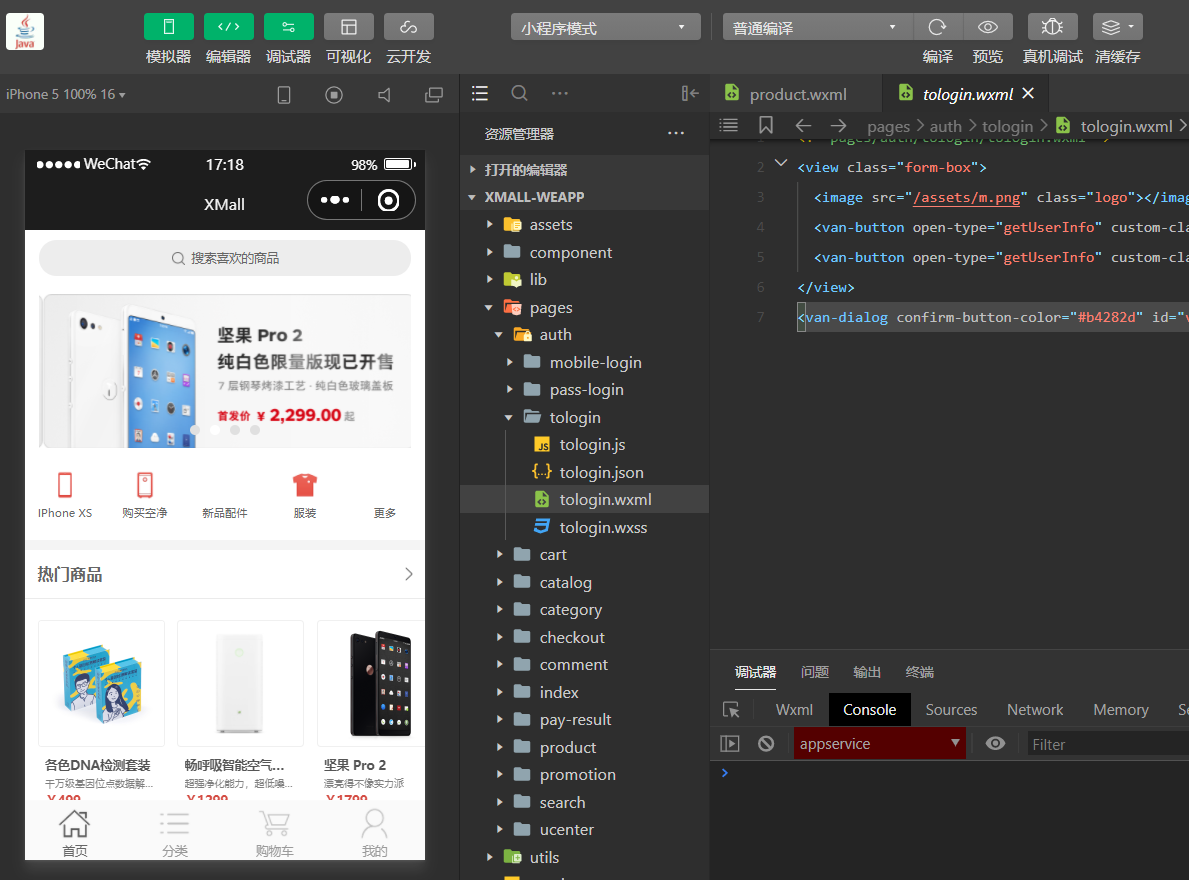 Java
模拟器 编辑器 调试器 可视化 云开发
小程序模式 普通编译
编译 预览 真机调试 清缓存
iPhone 5 100% 16
WeChat 17:18 98%
XMall
搜索喜欢的商品
坚果 Pro 2
纯白色限量版现已开售
7 层钢琴烤漆工艺 · 纯白色玻璃盖板
首发价 ¥ 2,299.00 起
IPhone XS 购买空净 新品配件 服装 更多
热门商品
各色DNA检测套装 畅呼吸智能空气... 坚果 Pro 2
千万级基因位点数据解... 超强净化能力，超低噪... 漂亮得不像实力派
¥499 ¥1299 ¥1799
首页 分类 购物车 我的
资源管理器
打开的编辑器
XMALL-WEAPP
assets
component
lib
pages
auth
mobile-login
pass-login
tologin
tologin.js
tologin.json
tologin.wxml
tologin.wxss
cart
catalog
category
checkout
comment
index
pay-result
product
promotion
search
ucenter
utils
product.wxml tologin.wxml
pages auth tologin tologin.wxml
1 <!--pages/auth/tologin/tologin.wxml-->
2 <view class="form-box">
3 <image src="/assets/m.png" class="logo"></imag
4 <van-button open-type="getUserInfo" custom-cla
5 <van-button open-type="getUserInfo" custom-cla
6 </view>
7 <van-dialog confirm-button-color="#b4282d" id="v
调试器 问题 输出 终端
Wxml Console Sources Network Memory Se
appservice Filter